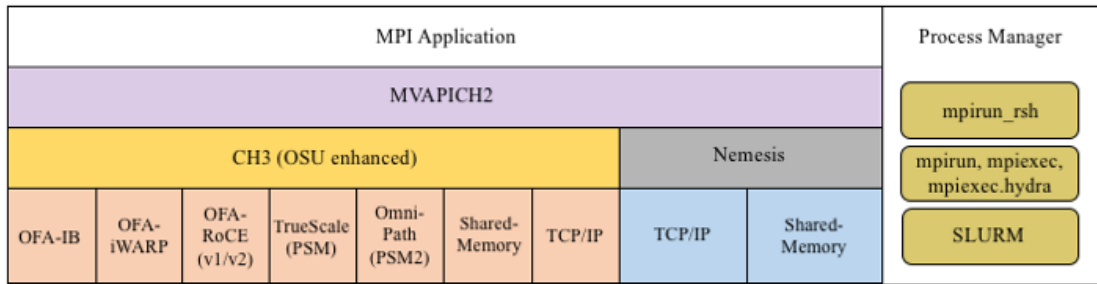 MPI Application
Process Manager
MVAPICH2
mpirun_rsh
CH3 (OSU enhanced)
Nemesis
mpirun, mpiexec,
mpiexec.hydra
OFA-IB
OFA-
iWARP
OFA-
RoCE
(v1/v2)
TrueScale
(PSM)
Omni-
Path
(PSM2)
Shared-
Memory
TCP/IP
TCP/IP
Shared-
Memory
SLURM